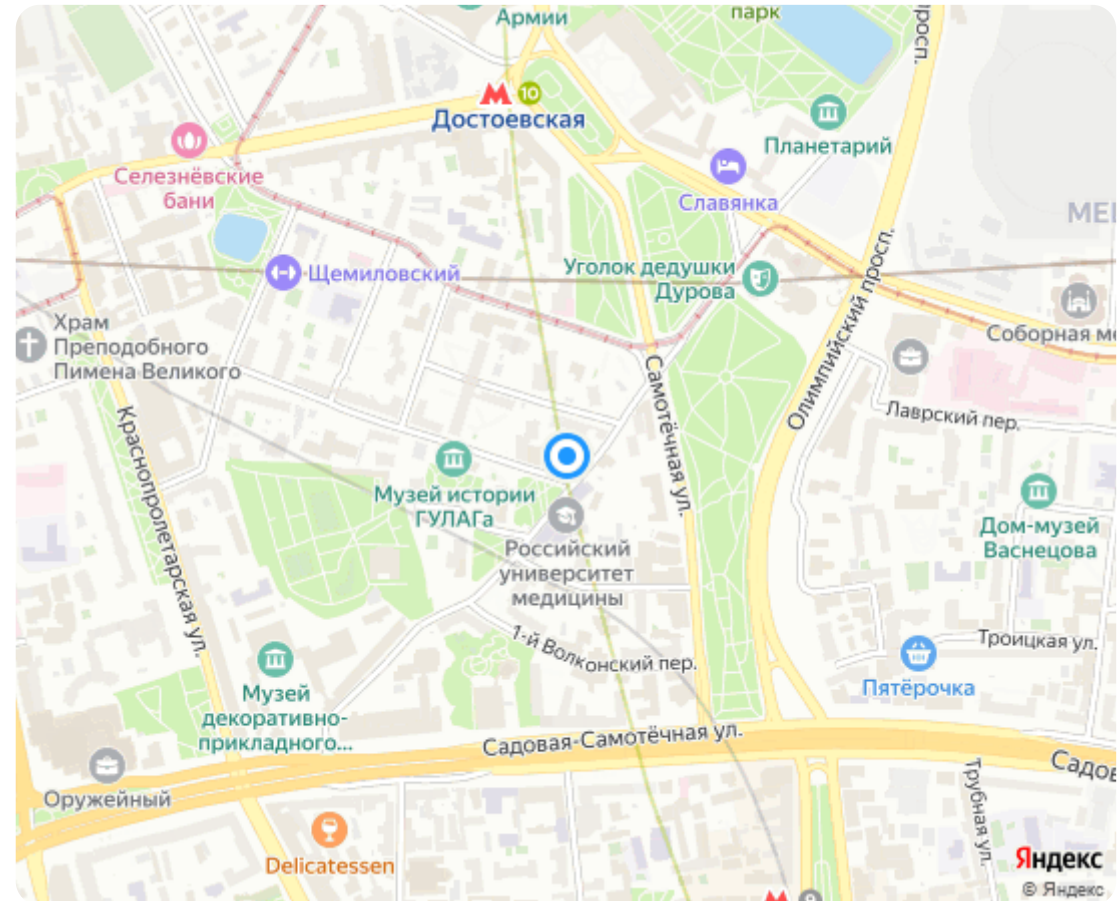 Армии
парк
просп.
10
Достоевская
Планетарий
Селезнёвские
бани
Славянка
Щемиловский
Уголок дедушки
Дурова
Олимпийский просп.
Храм
Преподобного
Пимена Великого
Соборная
Самотёчная ул.
Лаврский пер.
Краснопролетарская ул.
Музей истории
ГУЛАГа
Дом-музей
Васнецова
Российский
университет
медицины
1-й Волконский пер.
Троицкая ул.
Пятёрочка
Музей
декоративно-
прикладного...
Садовая-Самотёчная ул.
Оружейный
Трубная ул.
Delicatessen
Яндекс
© Яндекс